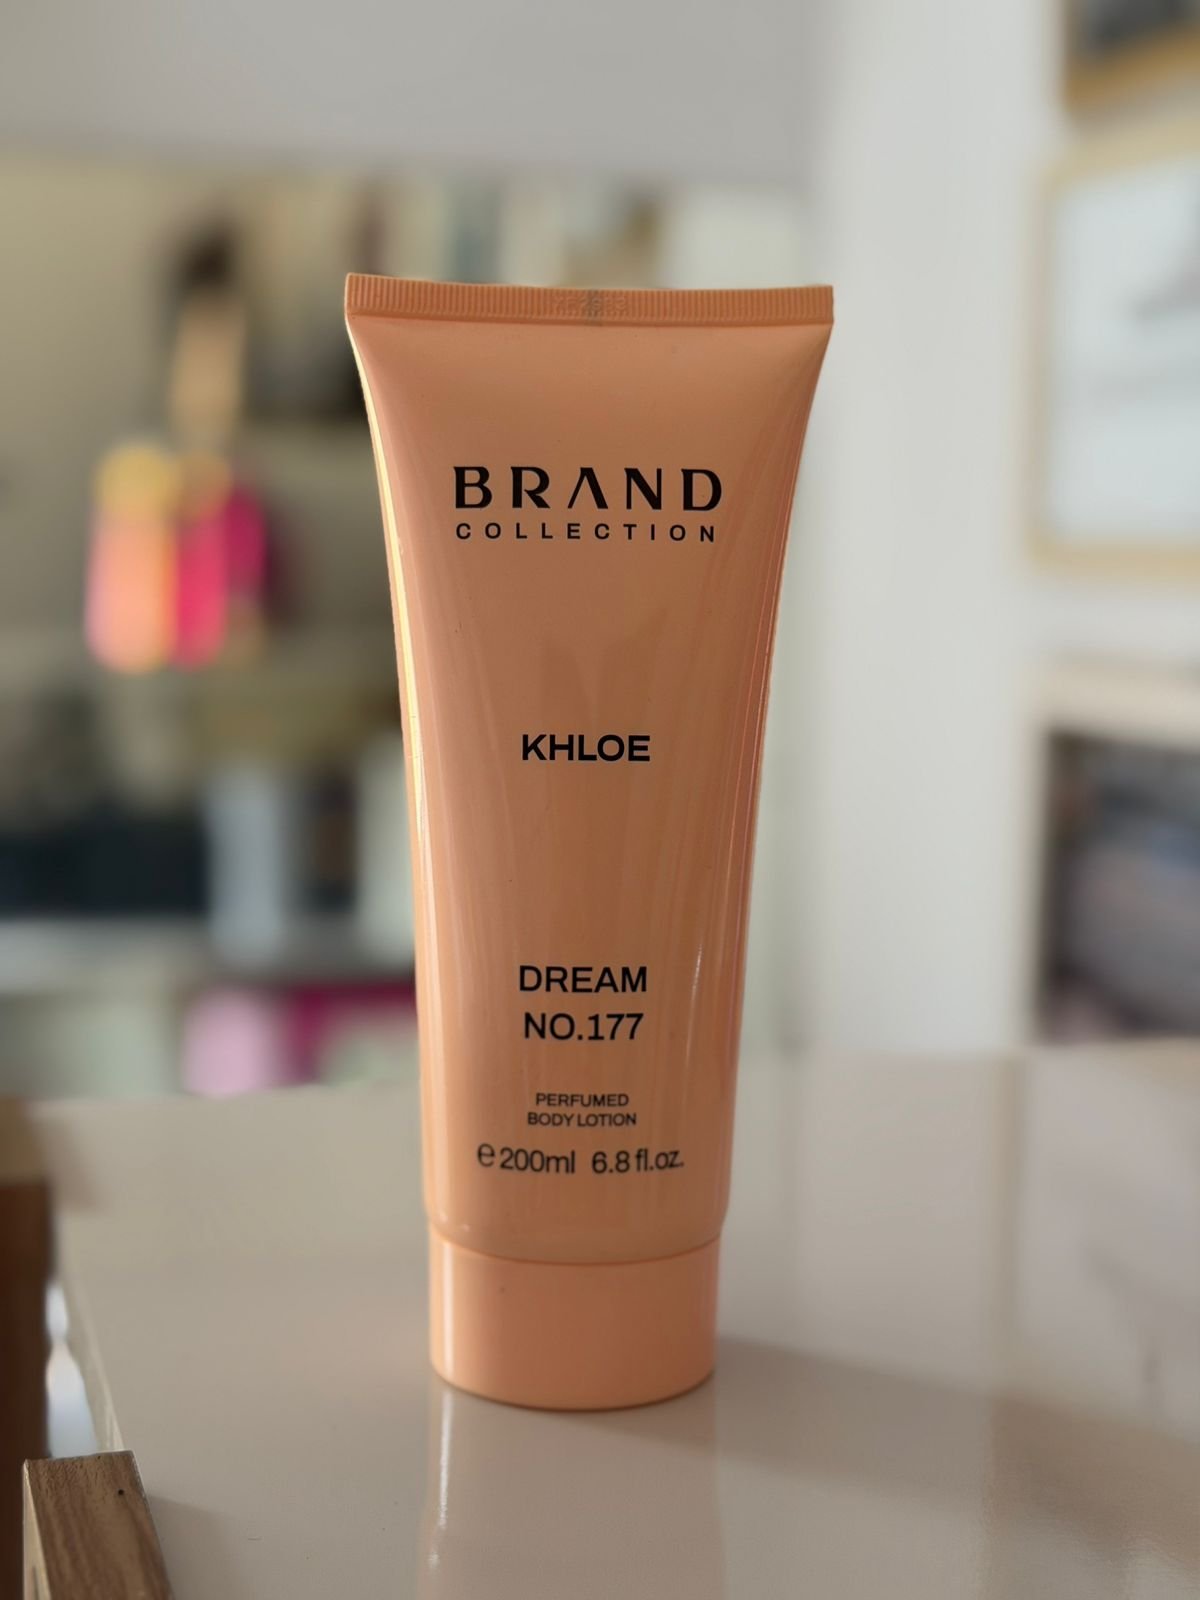 BRAND
COLLECTION
KHLOE
DREAM
NO.177
PERFUMED
BODY LOTION
e 200ml 6.8 fl.oz.